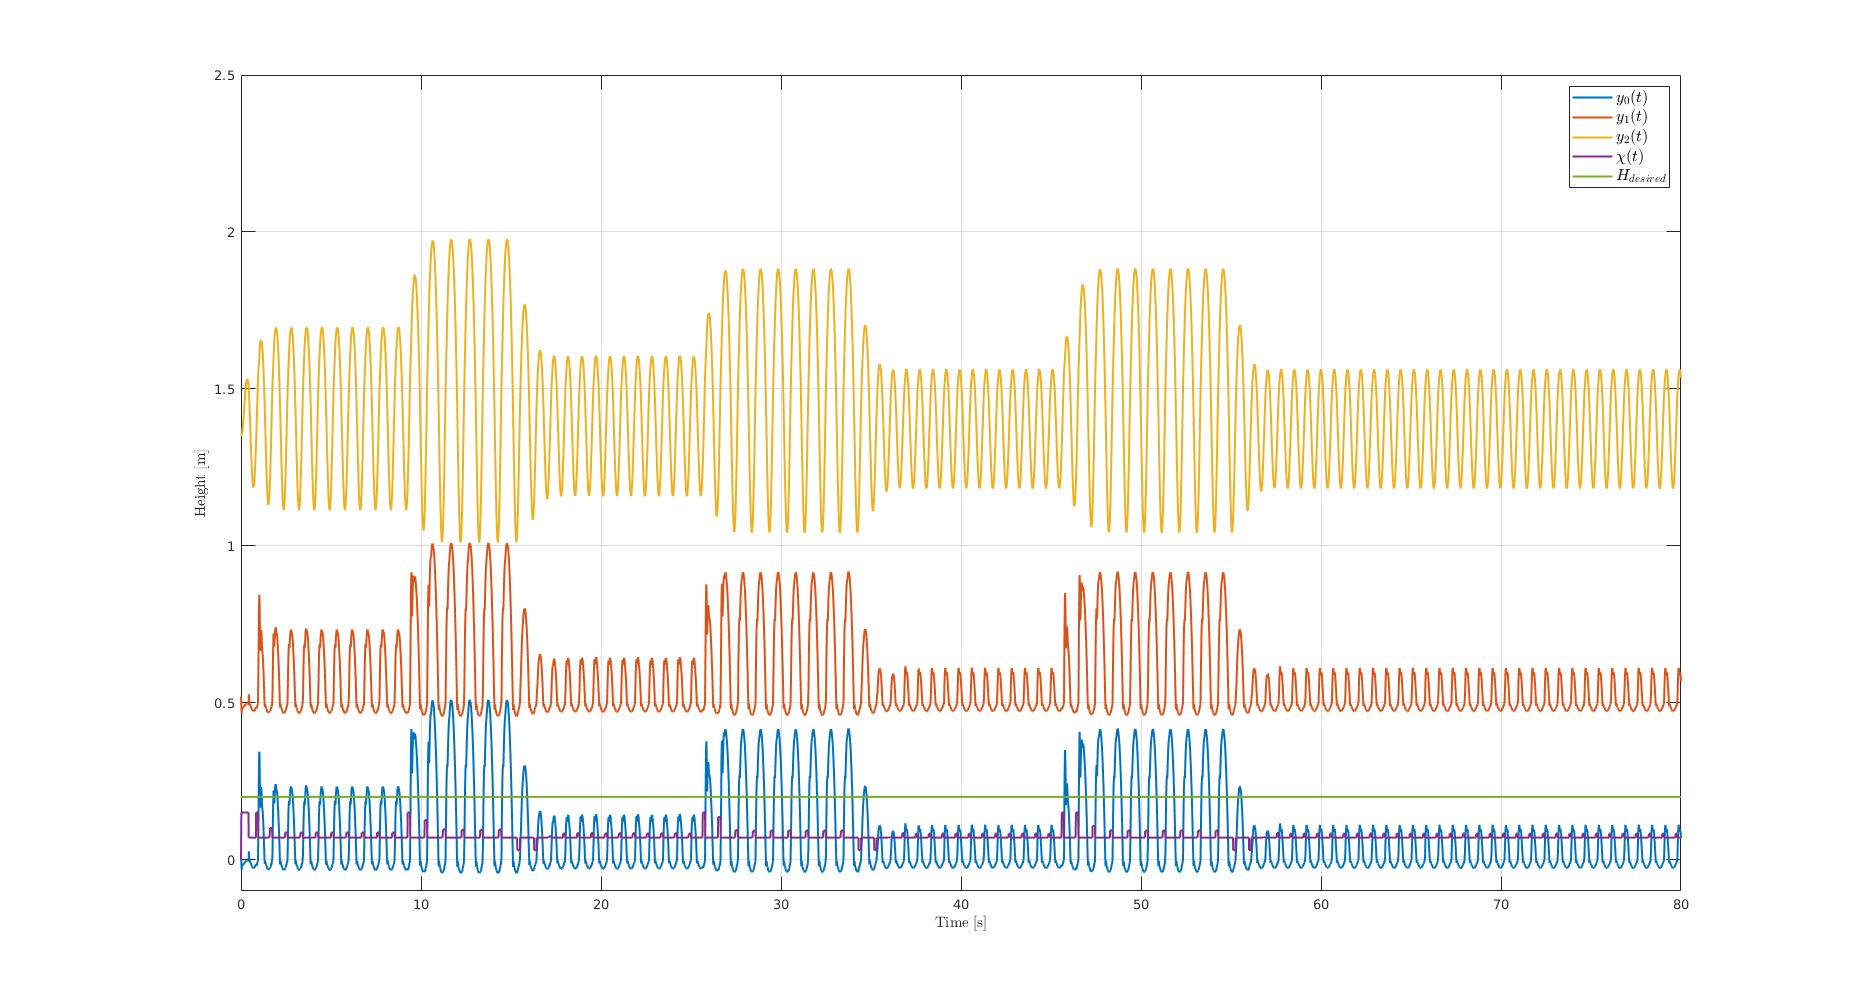 2.5
2
1.5
1
0.5
0
Height [m]
0 10 20 30 40 50 60 70 80
Time [s]
y₀(t)
y₁(t)
y₂(t)
χ(t)
H_desired